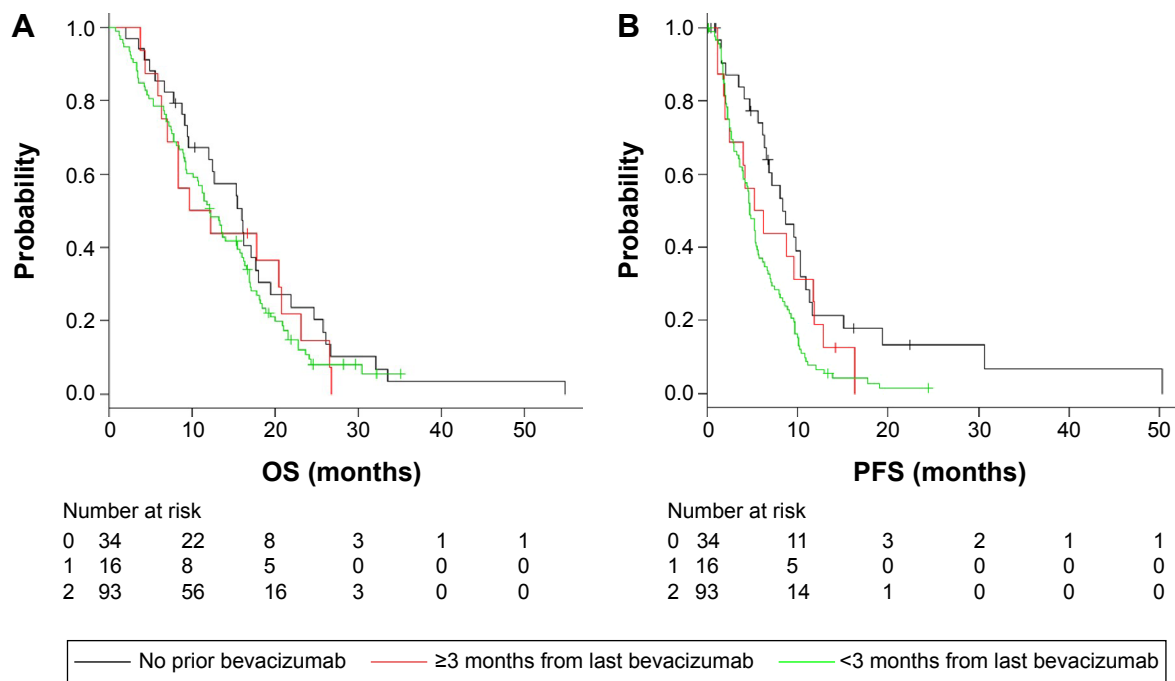 A
1.0
0.8
0.6
0.4
0.2
0.0
Probability
0 10 20 30 40 50
OS (months)
Number at risk
0 34 22 8 3 1 1
1 16 8 5 0 0 0
2 93 56 16 3 0 0
B
1.0
0.8
0.6
0.4
0.2
0.0
Probability
0 10 20 30 40 50
PFS (months)
Number at risk
0 34 11 3 2 1 1
1 16 5 0 0 0 0
2 93 14 1 0 0 0
No prior bevacizumab ≥3 months from last bevacizumab <3 months from last bevacizumab